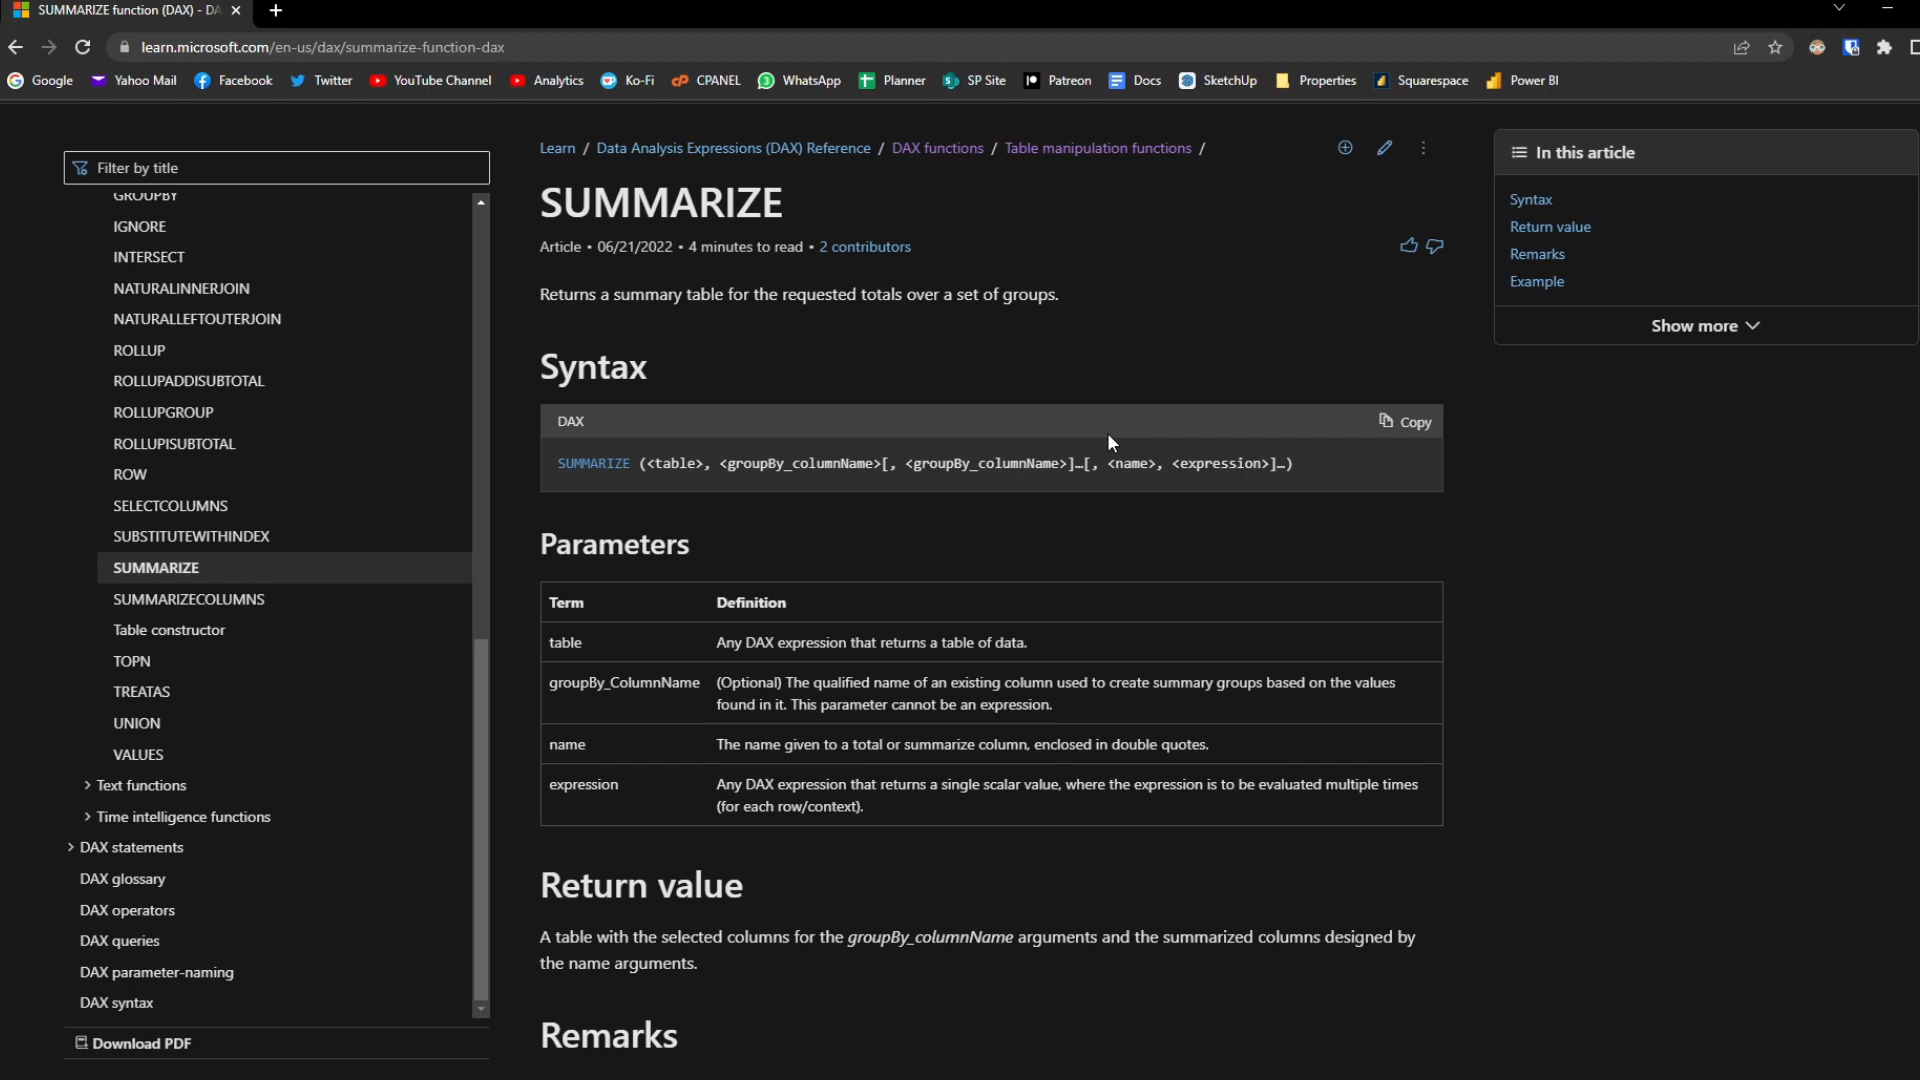 SUMMARIZE function (DAX) - DA
learn.microsoft.com/en-us/dax/summarize-function-dax
Google Yahoo Mail Facebook Twitter YouTube Channel Analytics Ko-Fi CPANEL WhatsApp Planner SP Site Patreon Docs SketchUp Properties Squarespace Power BI
Filter by title
GROUPBY
IGNORE
INTERSECT
NATURALINNERJOIN
NATURALLEFTOUTERJOIN
ROLLUP
ROLLUPADDISUBTOTAL
ROLLUPGROUP
ROLLUPISUBTOTAL
ROW
SELECTCOLUMNS
SUBSTITUTEWITHINDEX
SUMMARIZE
SUMMARIZECOLUMNS
Table constructor
TOPN
TREATAS
UNION
VALUES
Text functions
Time intelligence functions
DAX statements
DAX glossary
DAX operators
DAX queries
DAX parameter-naming
DAX syntax
Download PDF
Learn / Data Analysis Expressions (DAX) Reference / DAX functions / Table manipulation functions /
SUMMARIZE
Article • 06/21/2022 • 4 minutes to read • 2 contributors
Returns a summary table for the requested totals over a set of groups.
Syntax
DAX Copy
SUMMARIZE (<table>, <groupBy_columnName>[, <groupBy_columnName>]…[, <name>, <expression>]…)
Parameters
Term Definition
table Any DAX expression that returns a table of data.
groupBy_ColumnName (Optional) The qualified name of an existing column used to create summary groups based on the values
found in it. This parameter cannot be an expression.
name The name given to a total or summarize column, enclosed in double quotes.
expression Any DAX expression that returns a single scalar value, where the expression is to be evaluated multiple times
(for each row/context).
Return value
A table with the selected columns for the groupBy_columnName arguments and the summarized columns designed by
the name arguments.
Remarks
In this article
Syntax
Return value
Remarks
Example
Show more